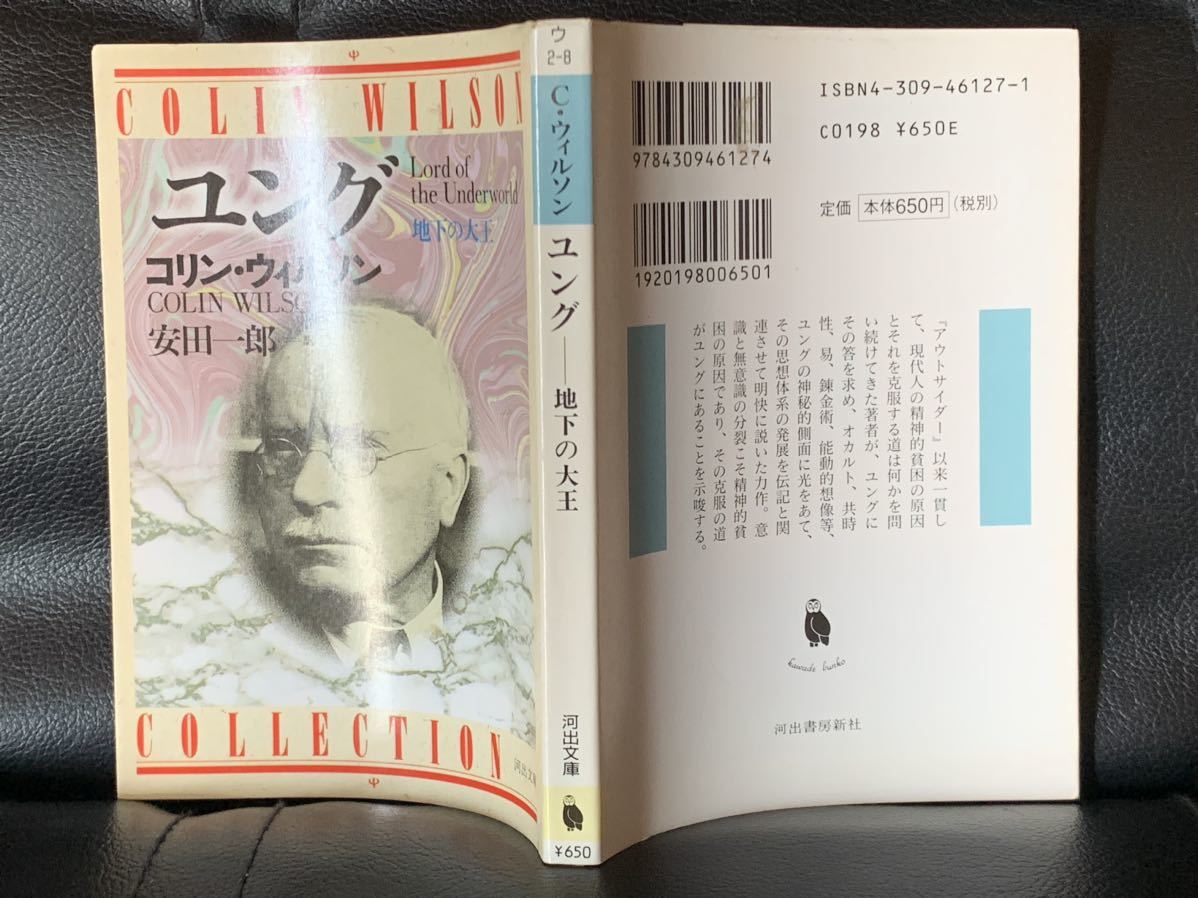 COLIN WILSON
ユング
Lord of
the Underworld
地下の大王
コリン・ウィルソン
COLIN WILSO
安田一郎
COLLECTION
河出文庫
ウ
2-8
C・ウィルソン
ユング──地下の大王
河出文庫
¥650
ISBN4-309-46127-1
C0198 ¥650E
9784309461274
定価 本体650円(税別)
1920198006501
『アウトサイダー』以来一貫し
て、現代人の精神的貧困の原因
とそれを克服する道は何かを問
い続けてきた著者が、ユングに
その答を求め、オカルト、共時
性、易、錬金術、能動的想像等、
ユングの神秘的側面に光をあて、
その思想体系の発展を伝記と関
連させて明快に説いた力作。意
識と無意識の分裂こそ精神的貧
困の原因であり、その克服の道
がユングにあることを示唆する。
kawade bunko
河出書房新社